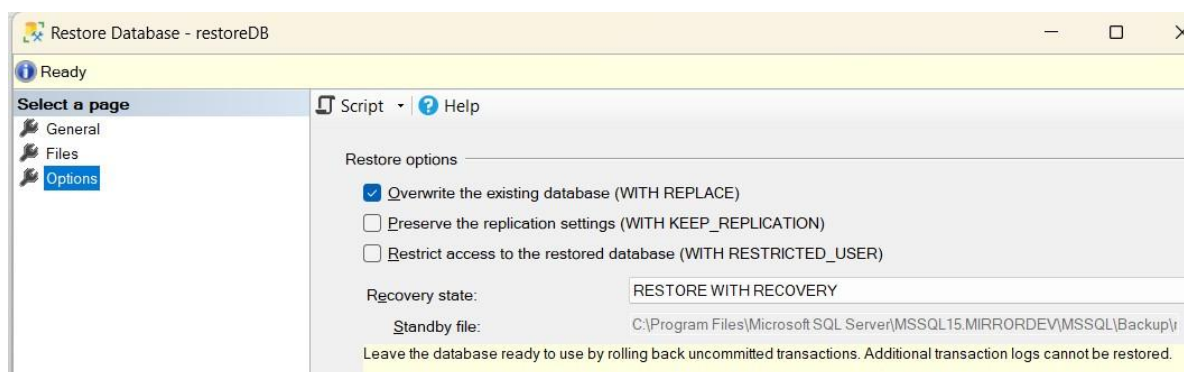 Restore Database - restoreDB
Ready
Select a page
General
Files
Options
Script
Help
Restore options
Overwrite the existing database (WITH REPLACE)
Preserve the replication settings (WITH KEEP_REPLICATION)
Restrict access to the restored database (WITH RESTRICTED_USER)
Recovery state: RESTORE WITH RECOVERY
Standby file: C:\Program Files\Microsoft SQL Server\MSSQL15.MIRRORDEV\MSSQL\Backup\r
Leave the database ready to use by rolling back uncommitted transactions. Additional transaction logs cannot be restored.